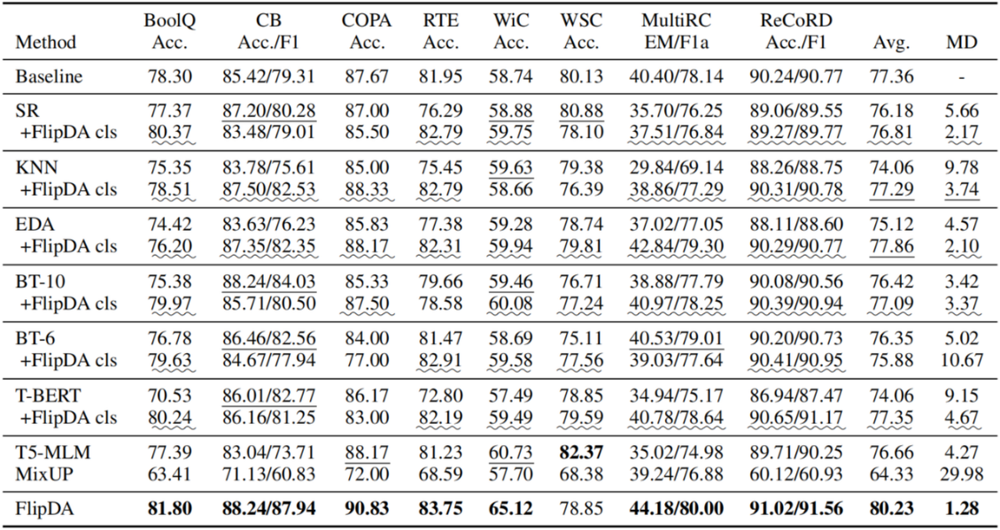 BoolQ CB COPA RTE WiC WSC MultiRC ReCoRD
Method Acc. Acc./F1 Acc. Acc. Acc. Acc. EM/F1a Acc./F1 Avg. MD
Baseline 78.30 85.42/79.31 87.67 81.95 58.74 80.13 40.40/78.14 90.24/90.77 77.36 -
SR 77.37 87.20/80.28 87.00 76.29 58.88 80.88 35.70/76.25 89.06/89.55 76.18 5.66
+FlipDA cls 80.37 83.48/79.01 85.50 82.79 59.75 78.10 37.51/76.84 89.27/89.77 76.81 2.17
KNN 75.35 83.78/75.61 85.00 75.45 59.63 79.38 29.84/69.14 88.26/88.75 74.06 9.78
+FlipDA cls 78.51 87.50/82.53 88.33 82.79 58.66 76.39 38.86/77.29 90.31/90.78 77.29 3.74
EDA 74.42 83.63/76.23 85.83 77.38 59.28 78.74 37.02/77.05 88.11/88.60 75.12 4.57
+FlipDA cls 76.20 87.35/82.35 88.17 82.31 59.94 79.81 42.84/79.30 90.29/90.77 77.86 2.10
BT-10 75.38 88.24/84.03 85.33 79.66 59.46 76.71 38.88/77.79 90.08/90.56 76.42 3.42
+FlipDA cls 79.97 85.71/80.50 87.50 78.58 60.08 77.24 40.97/78.25 90.39/90.94 77.09 3.37
BT-6 76.78 86.46/82.56 84.00 81.47 58.69 75.11 40.53/79.01 90.20/90.73 76.35 5.02
+FlipDA cls 79.63 84.67/77.94 77.00 82.91 59.58 77.56 39.03/77.64 90.41/90.95 75.88 10.67
T-BERT 70.53 86.01/82.77 86.17 72.80 57.49 78.85 34.94/75.17 86.94/87.47 74.06 9.15
+FlipDA cls 80.24 86.16/81.25 83.00 82.19 59.49 79.59 40.78/78.64 90.65/91.17 77.35 4.67
T5-MLM 77.39 83.04/73.71 88.17 81.23 60.73 82.37 35.02/74.98 89.71/90.25 76.66 4.27
MixUP 63.41 71.13/60.83 72.00 68.59 57.70 68.38 39.24/76.88 60.12/60.93 64.33 29.98
FlipDA 81.80 88.24/87.94 90.83 83.75 65.12 78.85 44.18/80.00 91.02/91.56 80.23 1.28